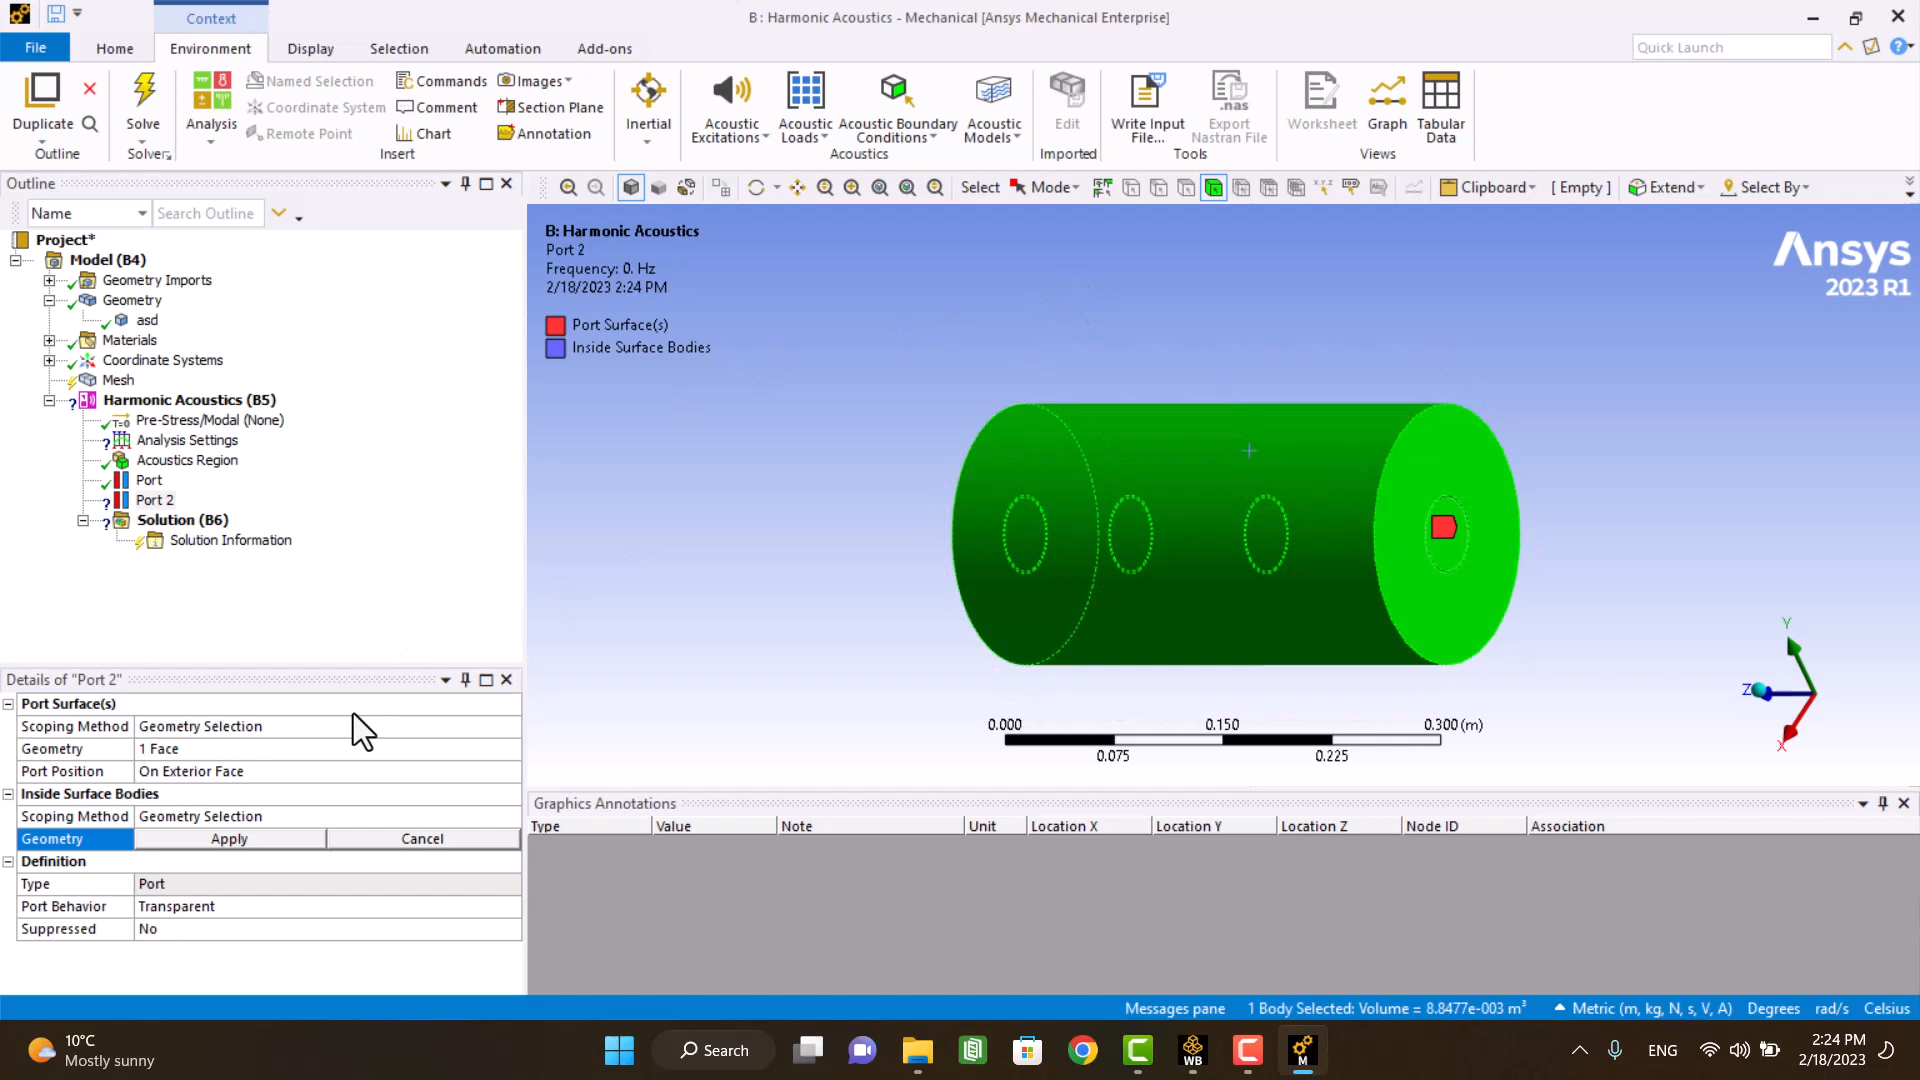 Context
B : Harmonic Acoustics - Mechanical [Ansys Mechanical Enterprise]
File
Home
Environment
Display
Selection
Automation
Add-ons
Quick Launch
Duplicate
Outline
Solve
Solver
Analysis
Named Selection
Coordinate System
Remote Point
Commands
Comment
Chart
Images
Section Plane
Annotation
Insert
Inertial
Acoustic Excitations
Acoustic Loads
Acoustic Boundary Conditions
Acoustic Models
Acoustics
Edit
Imported
Write Input File...
.nas
Export Nastran File
Tools
Worksheet
Graph
Tabular Data
Views
Outline
Name
Search Outline
Project*
Model (B4)
Geometry Imports
Geometry
asd
Materials
Coordinate Systems
Mesh
Harmonic Acoustics (B5)
T=0 Pre-Stress/Modal (None)
Analysis Settings
Acoustics Region
Port
Port 2
Solution (B6)
Solution Information
Select
Mode
Clipboard
[ Empty ]
Extend
Select By
B: Harmonic Acoustics
Port 2
Frequency: 0. Hz
2/18/2023 2:24 PM
Port Surface(s)
Inside Surface Bodies
Ansys
2023 R1
Y
Z
X
0.000
0.150
0.300 (m)
0.075
0.225
Details of "Port 2"
Port Surface(s)
Scoping Method Geometry Selection
Geometry 1 Face
Port Position On Exterior Face
Inside Surface Bodies
Scoping Method Geometry Selection
Geometry Apply Cancel
Definition
Type Port
Port Behavior Transparent
Suppressed No
Graphics Annotations
Type Value Note Unit Location X Location Y Location Z Node ID Association
Messages pane
1 Body Selected: Volume = 8.8477e-003 m³
Metric (m, kg, N, s, V, A)
Degrees
rad/s
Celsius
10°C
Mostly sunny
Search
WB
M
ENG
2:24 PM
2/18/2023